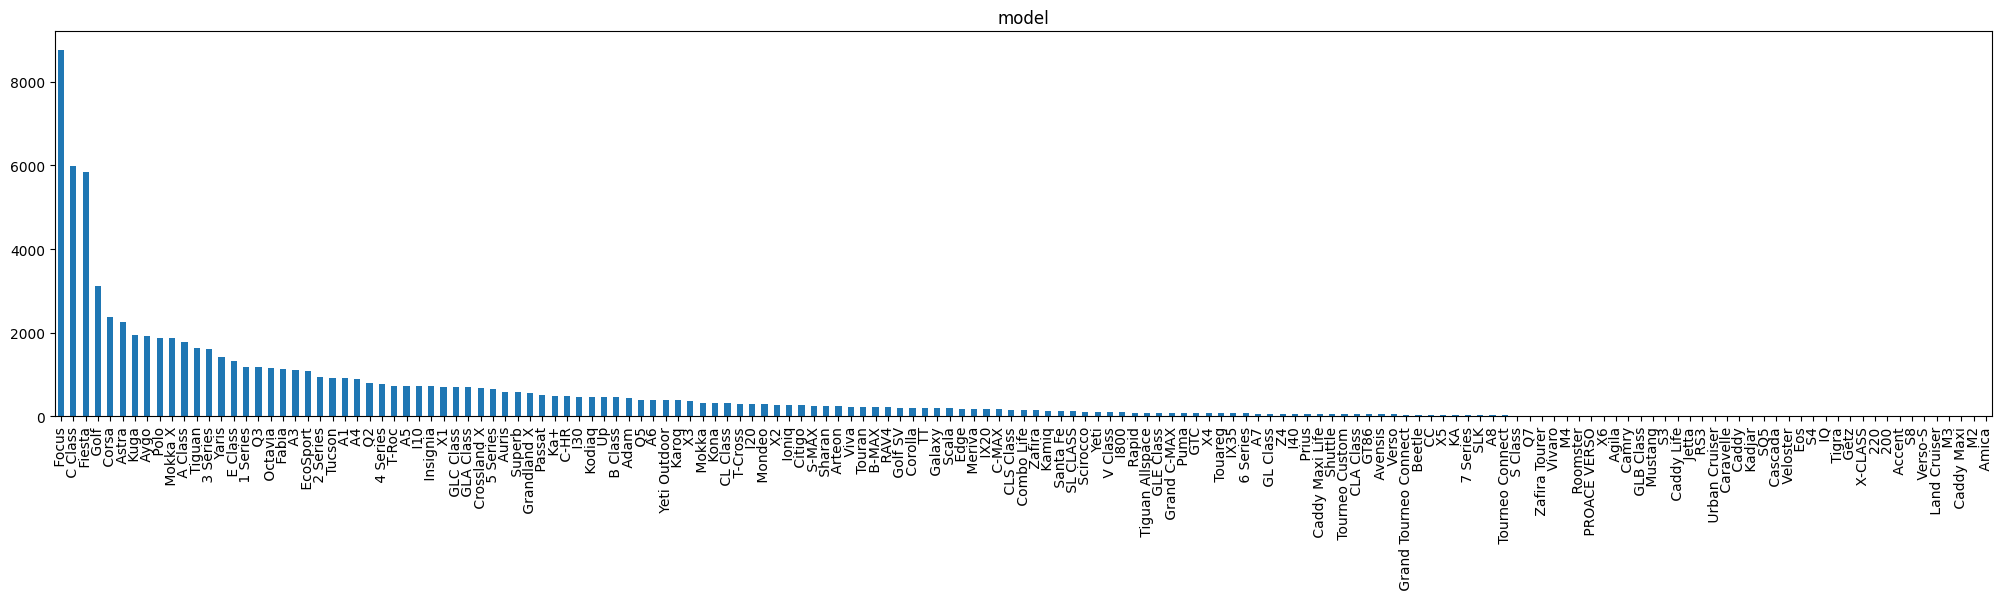 model
8000
6000
4000
2000
0
Focus
C Class
Fiesta
Golf
Corsa
Astra
Kuga
Aygo
Polo
Mokka X
A Class
Tiguan
3 Series
Yaris
E Class
1 Series
Q3
Octavia
Fabia
A3
EcoSport
2 Series
Tucson
A1
A4
Q2
4 Series
T-Roc
A5
I10
Insignia
X1
GLC Class
GLA Class
Crossland X
5 Series
Auris
Superb
Grandland X
Passat
Ka+
C-HR
I30
Kodiaq
Up
B Class
Adam
Q5
A6
Yeti Outdoor
Karoq
X3
Mokka
Kona
CL Class
T-Cross
I20
Mondeo
X2
Ioniq
Citigo
S-MAX
Sharan
Arteon
Viva
Touran
B-MAX
RAV4
Golf SV
Corolla
TT
Galaxy
Scala
Edge
Meriva
IX20
C-MAX
CLS Class
Combo Life
Zafira
Kamiq
Santa Fe
SL CLASS
Scirocco
Yeti
V Class
I800
Rapid
Tiguan Allspace
GLE Class
Grand C-MAX
Puma
GTC
X4
Touareg
IX35
6 Series
A7
GL Class
Z4
I40
Prius
Caddy Maxi Life
Shuttle
Tourneo Custom
CLA Class
GT86
Avensis
Verso
Grand Tourneo Connect
Beetle
CC
X5
KA
7 Series
SLK
A8
Tourneo Connect
S Class
Q7
Zafira Tourer
Vivaro
M4
Roomster
PROACE VERSO
X6
Agila
Camry
GLB Class
Mustang
S3
Caddy Life
Jetta
RS3
Urban Cruiser
Caravelle
Caddy
Kadjar
SQ5
Cascada
Veloster
Eos
S4
IQ
Tigra
Getz
X-CLASS
220
200
Accent
S8
Verso-S
Land Cruiser
M3
Caddy Maxi
M2
Amica